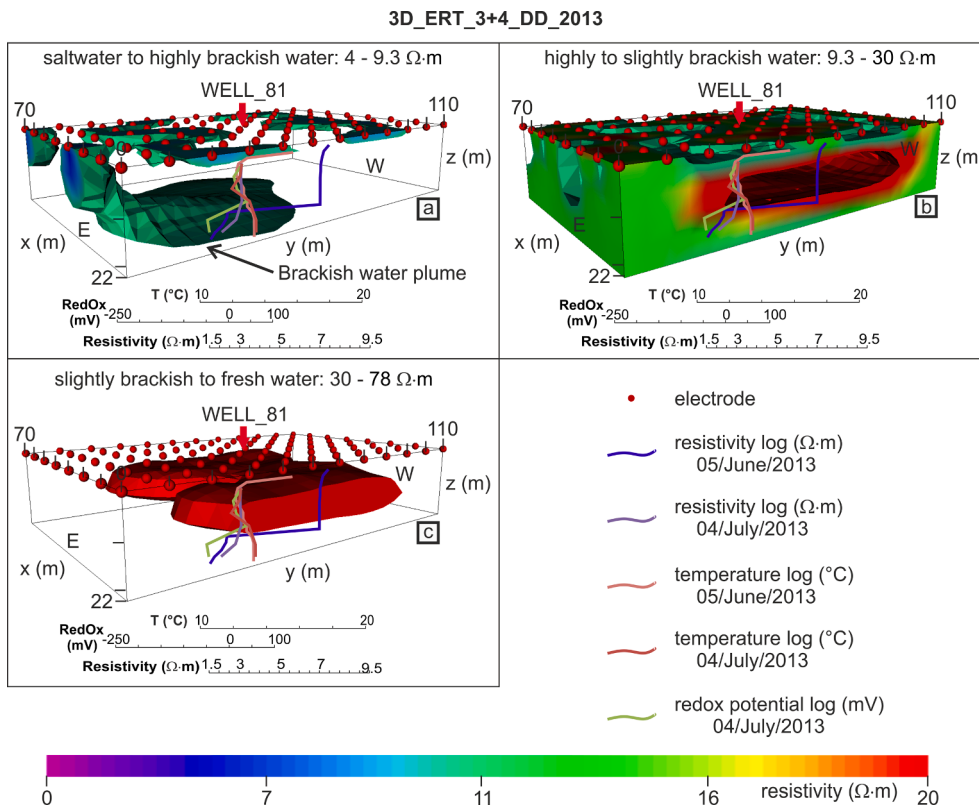 3D_ERT_3+4_DD_2013
saltwater to highly brackish water: 4 - 9.3 Ω·m
WELL_81
70
110
0
z (m)
W
E
a
x (m)
y (m)
22
Brackish water plume
T (°C) 10 20
RedOx (mV) -250 0 100
Resistivity (Ω·m) 1.5 3 5 7 9.5
highly to slightly brackish water: 9.3 - 30 Ω·m
WELL_81
70
110
0
z (m)
W
E
b
x (m)
y (m)
22
T (°C) 10 20
RedOx (mV) -250 0 100
Resistivity (Ω·m) 1.5 3 5 7 9.5
slightly brackish to fresh water: 30 - 78 Ω·m
WELL_81
70
110
0
W
z (m)
E
c
x (m)
y (m)
22
T (°C) 10 20
RedOx (mV) -250 0 100
Resistivity (Ω·m) 1.5 3 5 7 9.5
electrode
resistivity log (Ω·m)
05/June/2013
resistivity log (Ω·m)
04/July/2013
temperature log (°C)
05/June/2013
temperature log (°C)
04/July/2013
redox potential log (mV)
04/July/2013
resistivity (Ω·m)
0 7 11 16 20